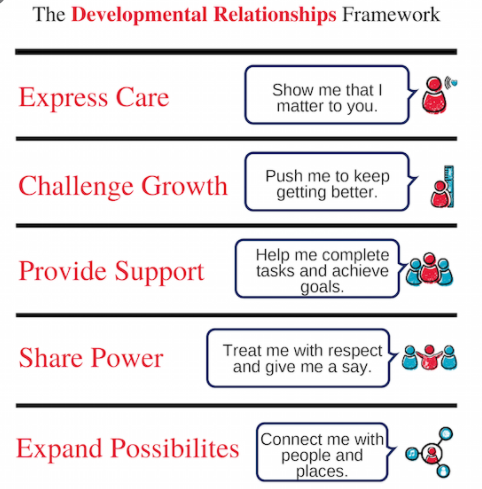 The Developmental Relationships Framework
Express Care
Show me that I
matter to you.
Challenge Growth
Push me to keep
getting better.
Provide Support
Help me complete
tasks and achieve
goals.
Share Power
Treat me with respect
and give me a say.
Expand Possibilites
Connect me with
people and
places.